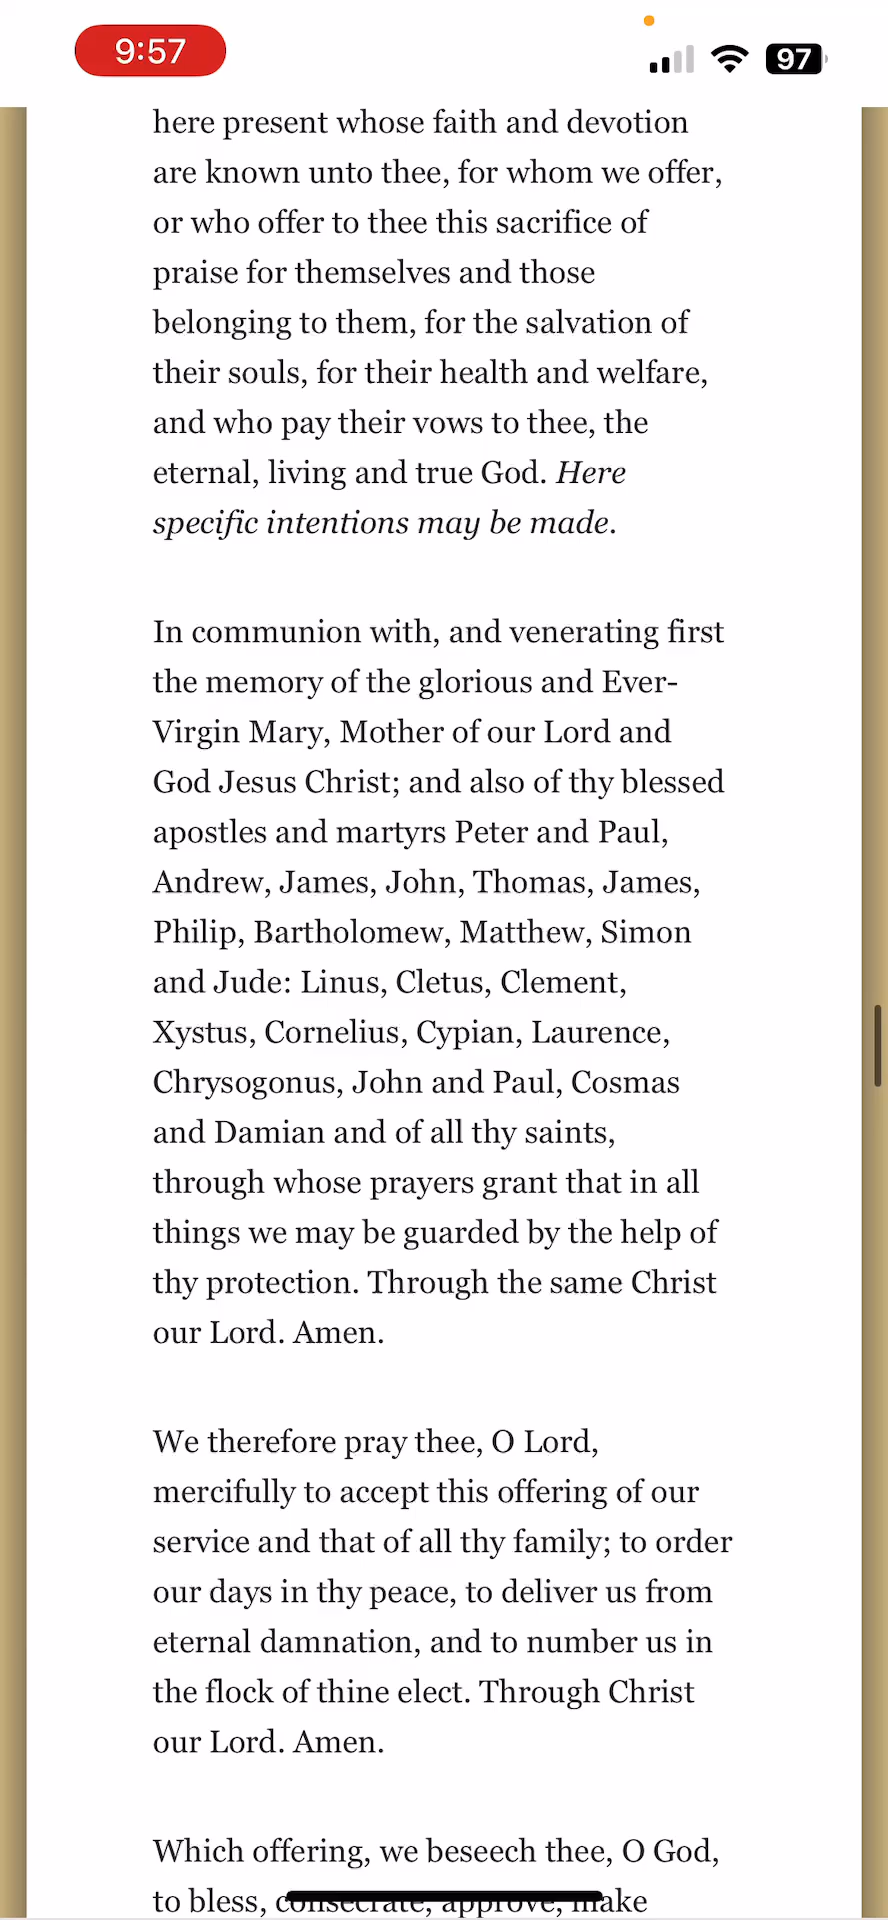 9:57
97
here present whose faith and devotion
are known unto thee, for whom we offer,
or who offer to thee this sacrifice of
praise for themselves and those
belonging to them, for the salvation of
their souls, for their health and welfare,
and who pay their vows to thee, the
eternal, living and true God. Here
specific intentions may be made.
In communion with, and venerating first
the memory of the glorious and Ever-
Virgin Mary, Mother of our Lord and
God Jesus Christ; and also of thy blessed
apostles and martyrs Peter and Paul,
Andrew, James, John, Thomas, James,
Philip, Bartholomew, Matthew, Simon
and Jude: Linus, Cletus, Clement,
Xystus, Cornelius, Cypian, Laurence,
Chrysogonus, John and Paul, Cosmas
and Damian and of all thy saints,
through whose prayers grant that in all
things we may be guarded by the help of
thy protection. Through the same Christ
our Lord. Amen.
We therefore pray thee, O Lord,
mercifully to accept this offering of our
service and that of all thy family; to order
our days in thy peace, to deliver us from
eternal damnation, and to number us in
the flock of thine elect. Through Christ
our Lord. Amen.
Which offering, we beseech thee, O God,
to bless, consecrate, approve, make